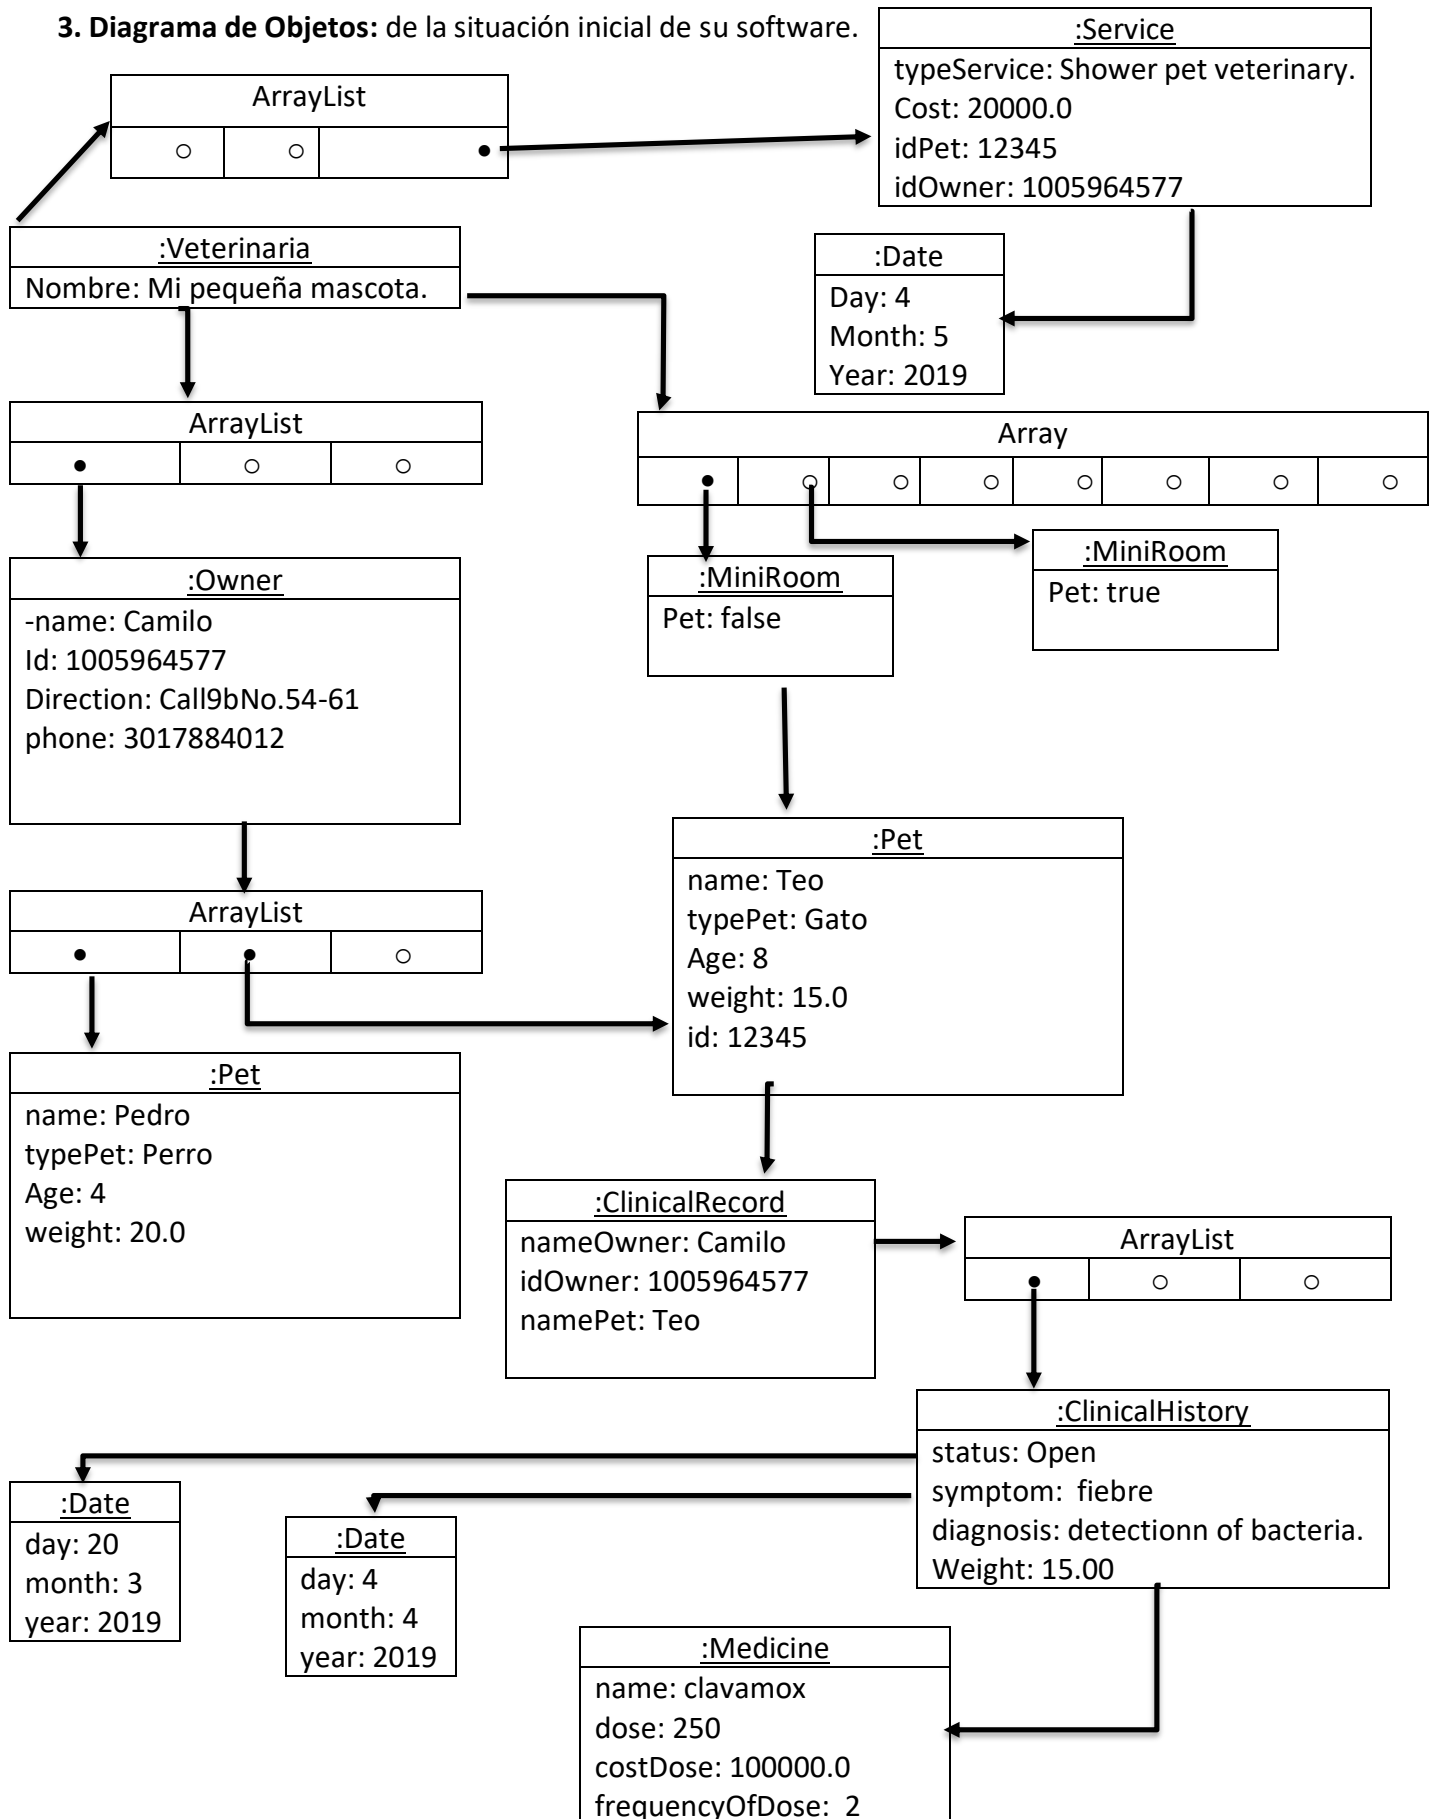 3. Diagrama de Objetos: de la situación inicial de su software.
:Service
typeService: Shower pet veterinary.
Cost: 20000.0
idPet: 12345
idOwner: 1005964577
ArrayList
:Veterinaria
Nombre: Mi pequeña mascota.
:Date
Day: 4
Month: 5
Year: 2019
ArrayList
Array
:Owner
-name: Camilo
Id: 1005964577
Direction: Call9bNo.54-61
phone: 3017884012
:MiniRoom
Pet: false
:MiniRoom
Pet: true
ArrayList
:Pet
name: Teo
typePet: Gato
Age: 8
weight: 15.0
id: 12345
:Pet
name: Pedro
typePet: Perro
Age: 4
weight: 20.0
:ClinicalRecord
nameOwner: Camilo
idOwner: 1005964577
namePet: Teo
ArrayList
:ClinicalHistory
status: Open
symptom:  fiebre
diagnosis: detectionn of bacteria.
Weight: 15.00
:Date
day: 20
month: 3
year: 2019
:Date
day: 4
month: 4
year: 2019
:Medicine
name: clavamox
dose: 250
costDose: 100000.0
frequencyOfDose:  2